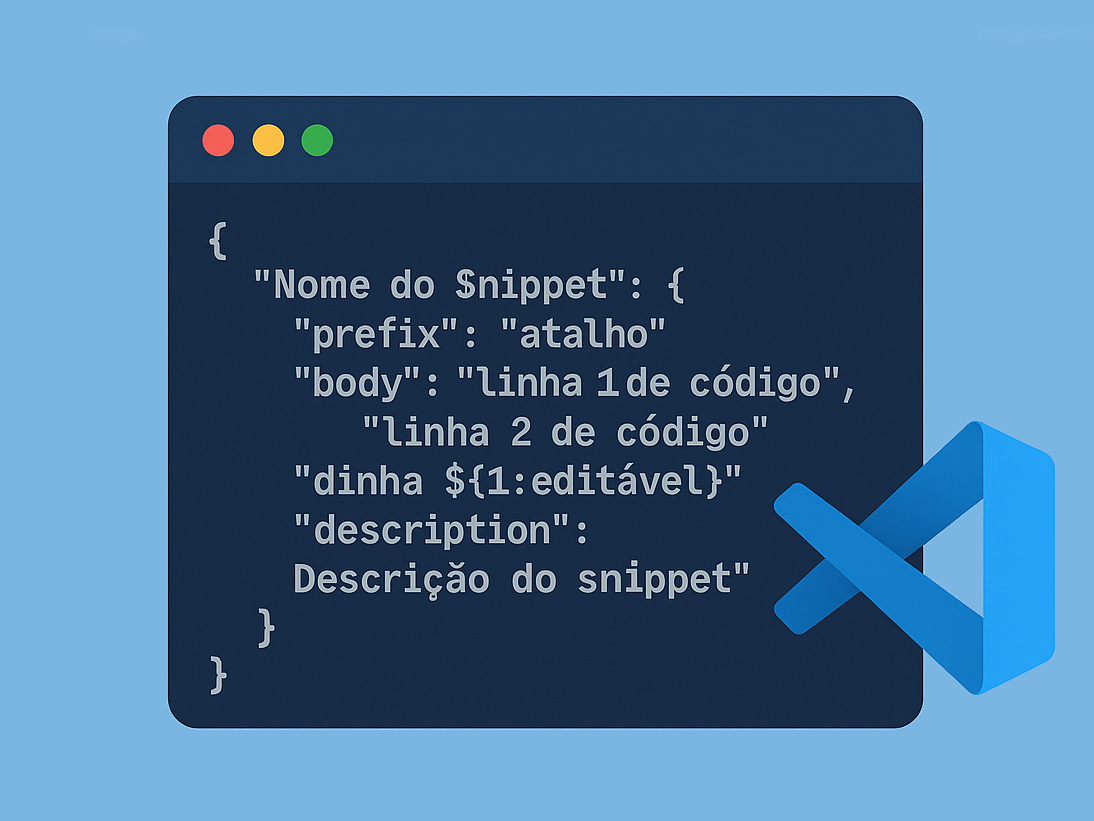 {
"Nome do $nippet": {
"prefix": "atalho"
"body": "linha 1 de código",
"linha 2 de código"
"dinha ${1:editável}"
"description":
Descrição do snippet"
}
}